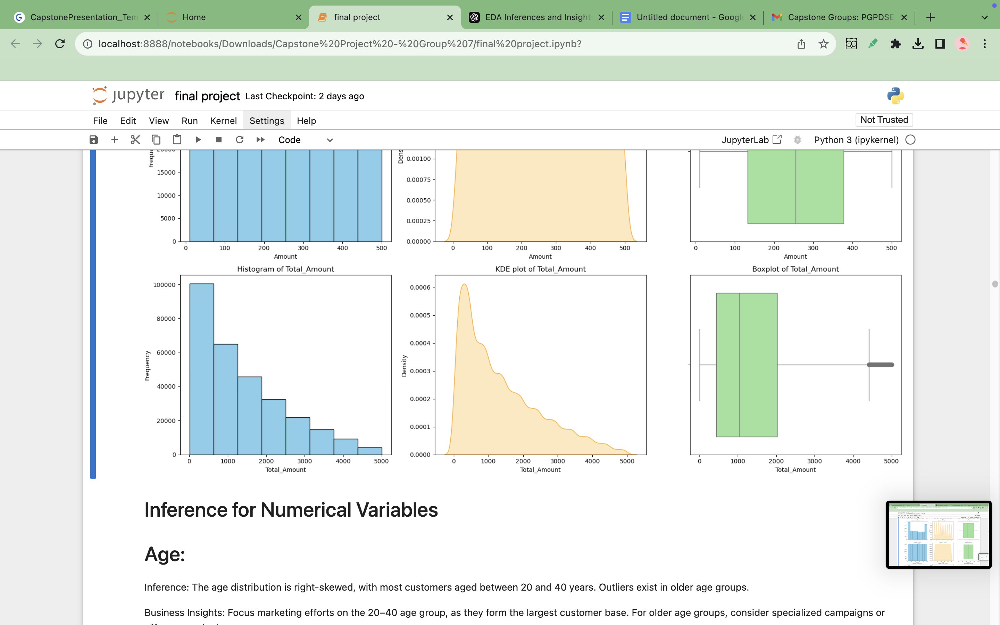 CapstonePresentation_Tem
Home
final project
EDA Inferences and Insights
Untitled document - Google
Capstone Groups: PGPDSE
localhost:8888/notebooks/Downloads/Capstone%20Project%20-%20Group%207/final%20project.ipynb?
jupyter final project Last Checkpoint: 2 days ago
File Edit View Run Kernel Settings Help
Not Trusted
Code
JupyterLab
Python 3 (ipykernel)
20000
15000
10000
5000
0
0 100 200 300 400 500
Amount
0.00100
0.00075
0.00050
0.00025
0.00000
0 100 200 300 400 500
Amount
0 100 200 300 400 500
Amount
Histogram of Total_Amount
Frequency
100000
80000
60000
40000
20000
0
0 1000 2000 3000 4000 5000
Total_Amount
KDE plot of Total_Amount
Density
0.0006
0.0005
0.0004
0.0003
0.0002
0.0001
0.0000
0 1000 2000 3000 4000 5000
Total_Amount
Boxplot of Total_Amount
0 1000 2000 3000 4000 5000
Total_Amount
Inference for Numerical Variables
Age:
Inference: The age distribution is right-skewed, with most customers aged between 20 and 40 years. Outliers exist in older age groups.
Business Insights: Focus marketing efforts on the 20–40 age group, as they form the largest customer base. For older age groups, consider specialized campaigns or